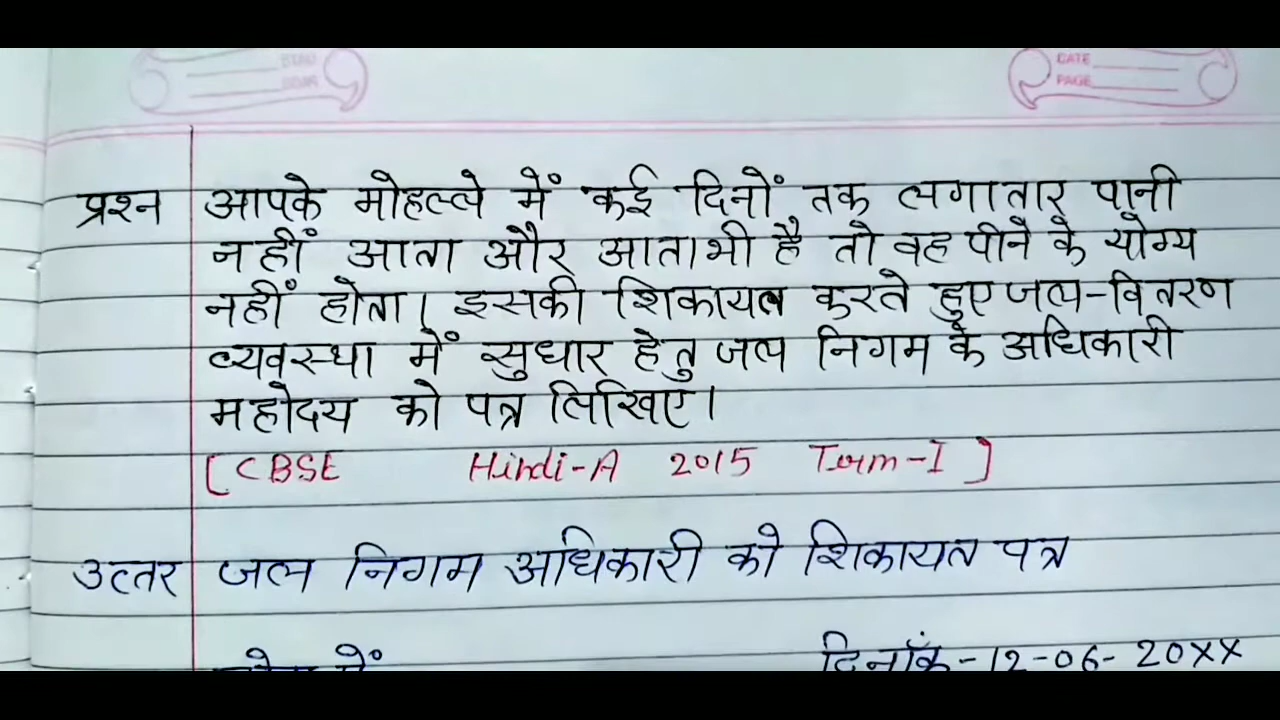 DATE
PAGE
प्रश्न आपके मोहल्ले में कई दिनों तक लगातार पानी
नहीं आता और आता भी है तो वह पीने के योग्य
नहीं होता। इसकी शिकायत करते हुए जल-वितरण
व्यवस्था में सुधार हेतु जल निगम के अधिकारी
महोदय को पत्र लिखिए।
[CBSE Hindi-A 2015 Term-I]
उत्तर जल निगम अधिकारी को शिकायत पत्र
दिनाँक-12-06-20XX